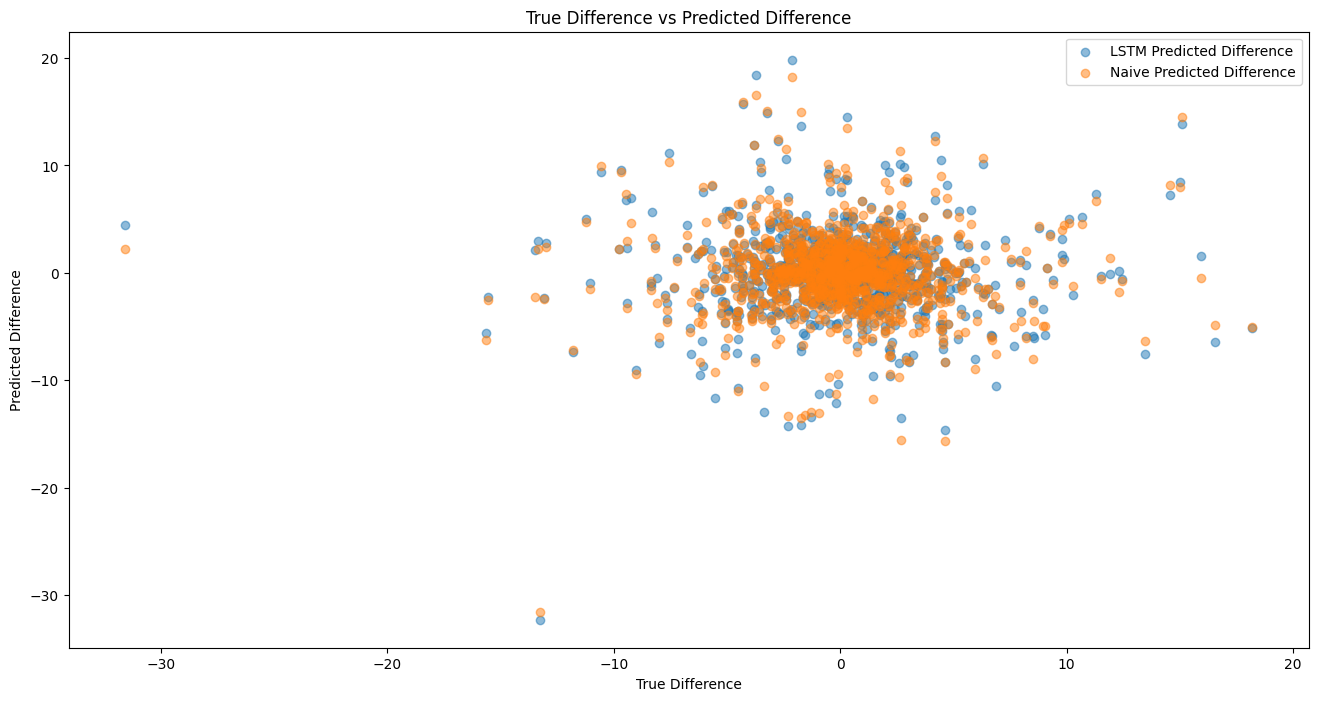 True Difference vs Predicted Difference
LSTM Predicted Difference
Naive Predicted Difference
Predicted Difference
20
10
0
−10
−20
−30
−30
−20
−10
0
10
20
True Difference